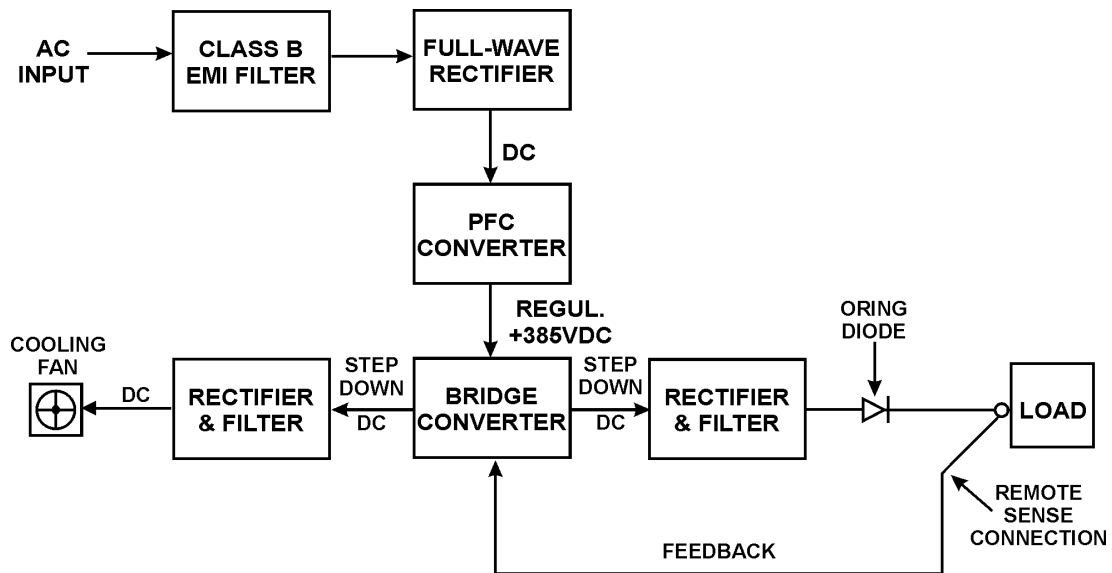 AC
INPUT
CLASS B
EMI FILTER
FULL-WAVE
RECTIFIER
DC
PFC
CONVERTER
REGUL.
+385VDC
ORING
DIODE
COOLING
FAN
DC
RECTIFIER
& FILTER
STEP
DOWN
DC
BRIDGE
CONVERTER
STEP
DOWN
DC
RECTIFIER
& FILTER
LOAD
REMOTE
SENSE
CONNECTION
FEEDBACK